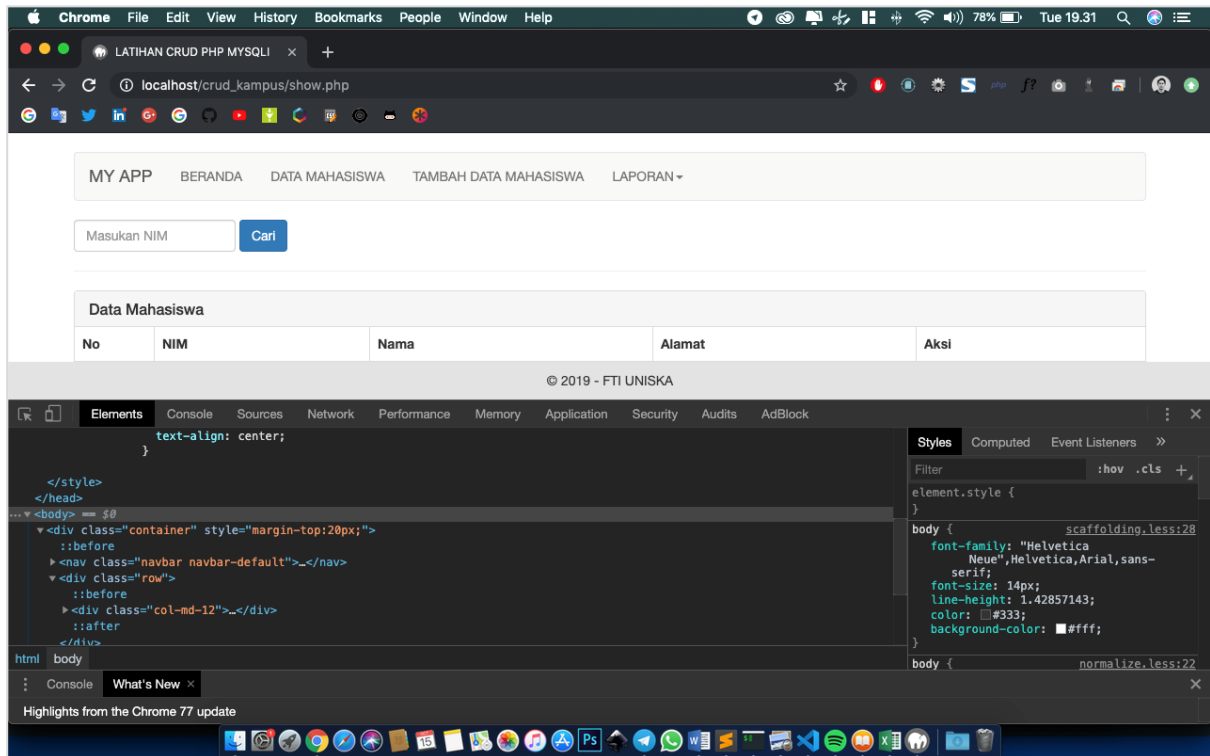 Chrome File Edit View History Bookmarks People Window Help 78% Tue 19.31
LATIHAN CRUD PHP MYSQLI × +
localhost/crud_kampus/show.php
MY APP BERANDA DATA MAHASISWA TAMBAH DATA MAHASISWA LAPORAN
Masukan NIM Cari
Data Mahasiswa
No NIM Nama Alamat Aksi
© 2019 - FTI UNISKA
Elements Console Sources Network Performance Memory Application Security Audits AdBlock
text-align: center;
}
</style>
</head>
<body> == $0
<div class="container" style="margin-top:20px;">
::before
<nav class="navbar navbar-default">…</nav>
<div class="row">
::before
<div class="col-md-12">…</div>
::after
</div>
html body
Styles Computed Event Listeners »
Filter :hov .cls +
element.style {
}
body { scaffolding.less:28
font-family: "Helvetica
Neue",Helvetica,Arial,sans-
serif;
font-size: 14px;
line-height: 1.42857143;
color: #333;
background-color: #fff;
}
body { normalize.less:22
Console What's New ×
Highlights from the Chrome 77 update
15
Ps